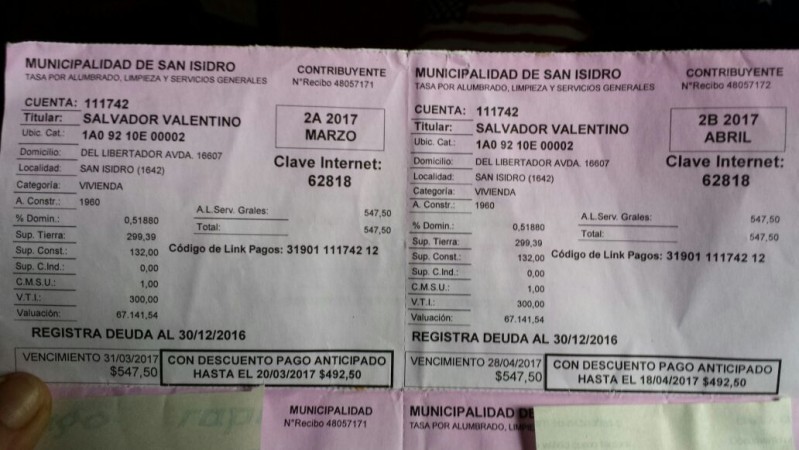 MUNICIPALIDAD DE SAN ISIDRO
TASA POR ALUMBRADO, LIMPIEZA Y SERVICIOS GENERALES
CONTRIBUYENTE
N°Recibo 48057171
CUENTA: 111742
Titular: SALVADOR VALENTINO
Ubic. Cat.: 1A0 92 10E 00002
Domicilio: DEL LIBERTADOR AVDA. 16607
Localidad: SAN ISIDRO (1642)
Categoria: VIVIENDA
A. Constr.: 1960
2A 2017
MARZO
Clave Internet:
62818
% Domin.: 0,51880
Sup. Tierra: 299,39
Sup. Const.: 132,00
Sup. C.Ind.: 0,00
C.M.S.U.: 1,00
V.T.I.: 300,00
Valuación: 67.141,54
A.L.Serv. Grales: 547,50
Total: 547,50
Código de Link Pagos: 31901 111742 12
REGISTRA DEUDA AL 30/12/2016
VENCIMIENTO 31/03/2017
$547,50
CON DESCUENTO PAGO ANTICIPADO
HASTA EL 20/03/2017 $492,50
MUNICIPALIDAD DE SAN ISIDRO
TASA POR ALUMBRADO, LIMPIEZA Y SERVICIOS GENERALES
CONTRIBUYENTE
N°Recibo 48057172
CUENTA: 111742
Titular: SALVADOR VALENTINO
Ubic. Cat.: 1A0 92 10E 00002
Domicilio: DEL LIBERTADOR AVDA. 16607
Localidad: SAN ISIDRO (1642)
Categoria: VIVIENDA
A. Constr.: 1960
2B 2017
ABRIL
Clave Internet:
62818
% Domin.: 0,51880
Sup. Tierra: 299,39
Sup. Const.: 132,00
Sup. C.Ind.: 0,00
C.M.S.U.: 1,00
V.T.I.: 300,00
Valuación: 67.141,54
A.L.Serv. Grales: 547,50
Total: 547,50
Código de Link Pagos: 31901 111742 12
REGISTRA DEUDA AL 30/12/2016
VENCIMIENTO 28/04/2017
$547,50
CON DESCUENTO PAGO ANTICIPADO
HASTA EL 18/04/2017 $492,50
MUNICIPALIDAD
N°Recibo 48057171
MUNICIPALIDAD DE
TASA POR ALUMBRADO,